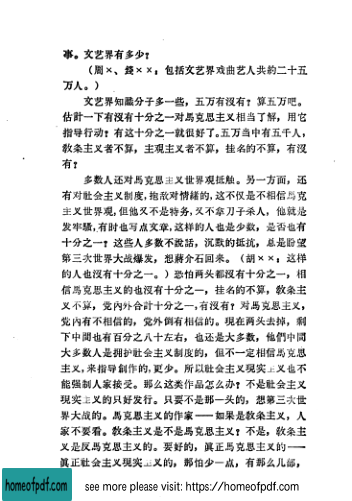 事。文艺界有多少？
（周×、錢××：包括文艺界戏曲艺人共約二十五
万人。）
文艺界知識分子多一些，五万有沒有？算五万吧。
估計一下有沒有十分之一对馬克思主义相当了解，用它
指导行动？有这十分之一就很好了。五万当中有五千人，
敎条主义者不算，主观主义者不算，挂名的不算，有沒
有？
多数人还对馬克思主义世界观抵触。另一方面，还
有对社会主义制度，抱敌对情緒的，这不仅是不相信馬克
主义世界观，但他又不是特务，又不拿刀子杀人，他就是
发牢騷，有时也写点文章，这样的人也是少数，是否也有
十分之一？这些人多数不說話，沉默的抵抗，总是盼望
第三次世界大战爆发，想蔣介石回来。（胡××：这样
的人也沒有十分之一。）恐怕两头都沒有十分之一，相
信馬克思主义的也沒有十分之一，挂名的不算，敎条主
义不算，党內外合計十分之一，有沒有？对馬克思主义，
党內有不相信的，党外倒有相信的。現在两头去掉，剩
下中間也有百分之八十左右，也还是大多数，他們中間
大多数人是拥护社会主义制度的，但不一定相信馬克思
主义，来指导創作的，更少。所以社会主义現实主义也不
能强制人家接受。那么这类作品怎么办？不是社会主义
現实主义的只好发行。只要不是那一头的，想第三次世
界大战的。馬克思主义的作家——如果是敎条主义，人
家不要看。敎条主义是不是馬克思主义？不是，敎条主
义是反馬克思主义的。要好的，眞正馬克思主义的——
眞正社会主义現实主义的，那怕少一点，有那么几部，
homeofpdf.com
see more please visit: https://homeofpdf.com